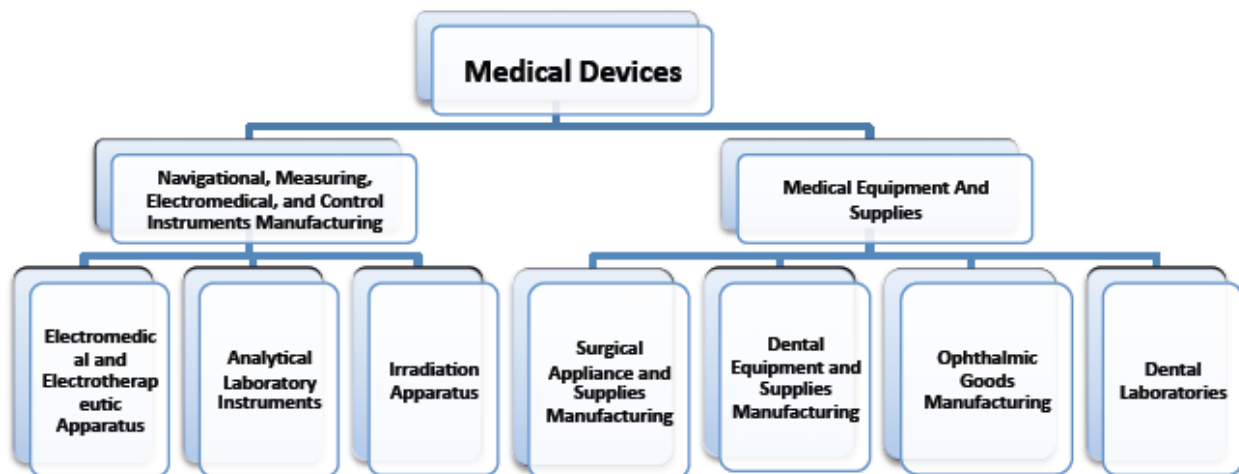 Medical Devices
Navigational, Measuring,
Electromedical, and Control
Instruments Manufacturing
Medical Equipment And
Supplies
Electromedic
al and
Electrotherap
eutic
Apparatus
Analytical
Laboratory
Instruments
Irradiation
Apparatus
Surgical
Appliance and
Supplies
Manufacturing
Dental
Equipment and
Supplies
Manufacturing
Ophthalmic
Goods
Manufacturing
Dental
Laboratories